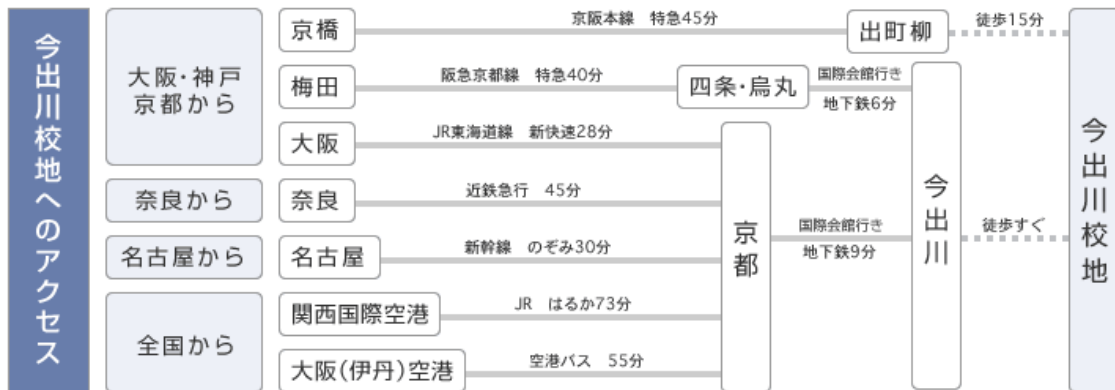 今出川校地へのアクセス
大阪・神戸
京都から
京橋
京阪本線 特急45分
出町柳
徒歩15分
梅田
阪急京都線 特急40分
四条・烏丸
国際会館行き
地下鉄6分
大阪
JR東海道線 新快速28分
奈良から
奈良
近鉄急行 45分
名古屋から
名古屋
新幹線 のぞみ30分
全国から
関西国際空港
JR はるか73分
大阪(伊丹)空港
空港バス 55分
京都
国際会館行き
地下鉄9分
今出川
徒歩すぐ
今出川校地